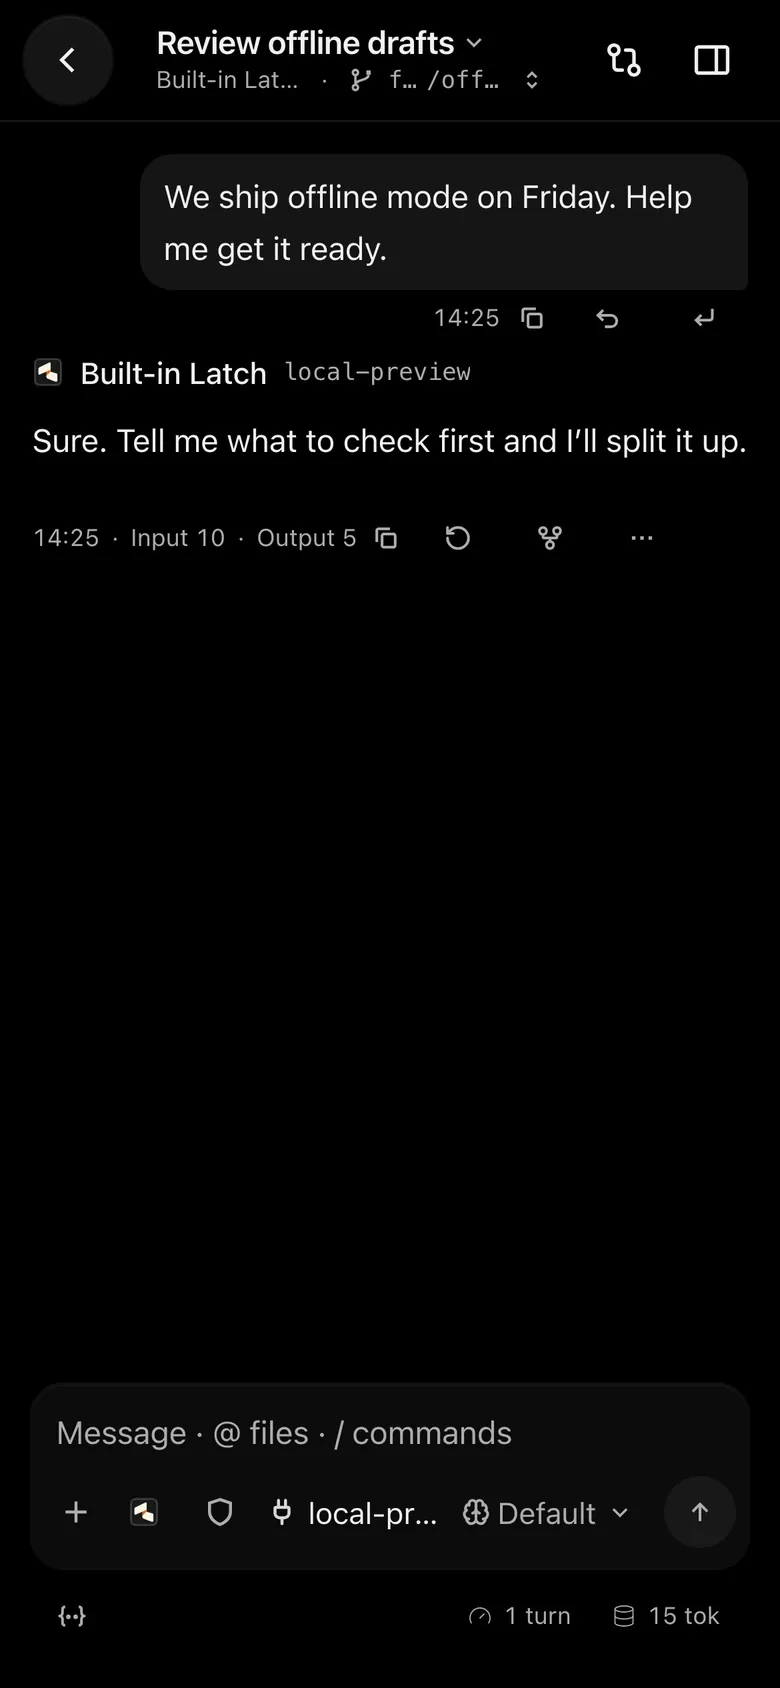 Review offline drafts
Built-in Lat... · f... /off...
We ship offline mode on Friday. Help
me get it ready.
14:25
Built-in Latch local-preview
Sure. Tell me what to check first and I’ll split it up.
14:25 · Input 10 · Output 5
Message · @ files · / commands
local-pr... Default
1 turn 15 tok